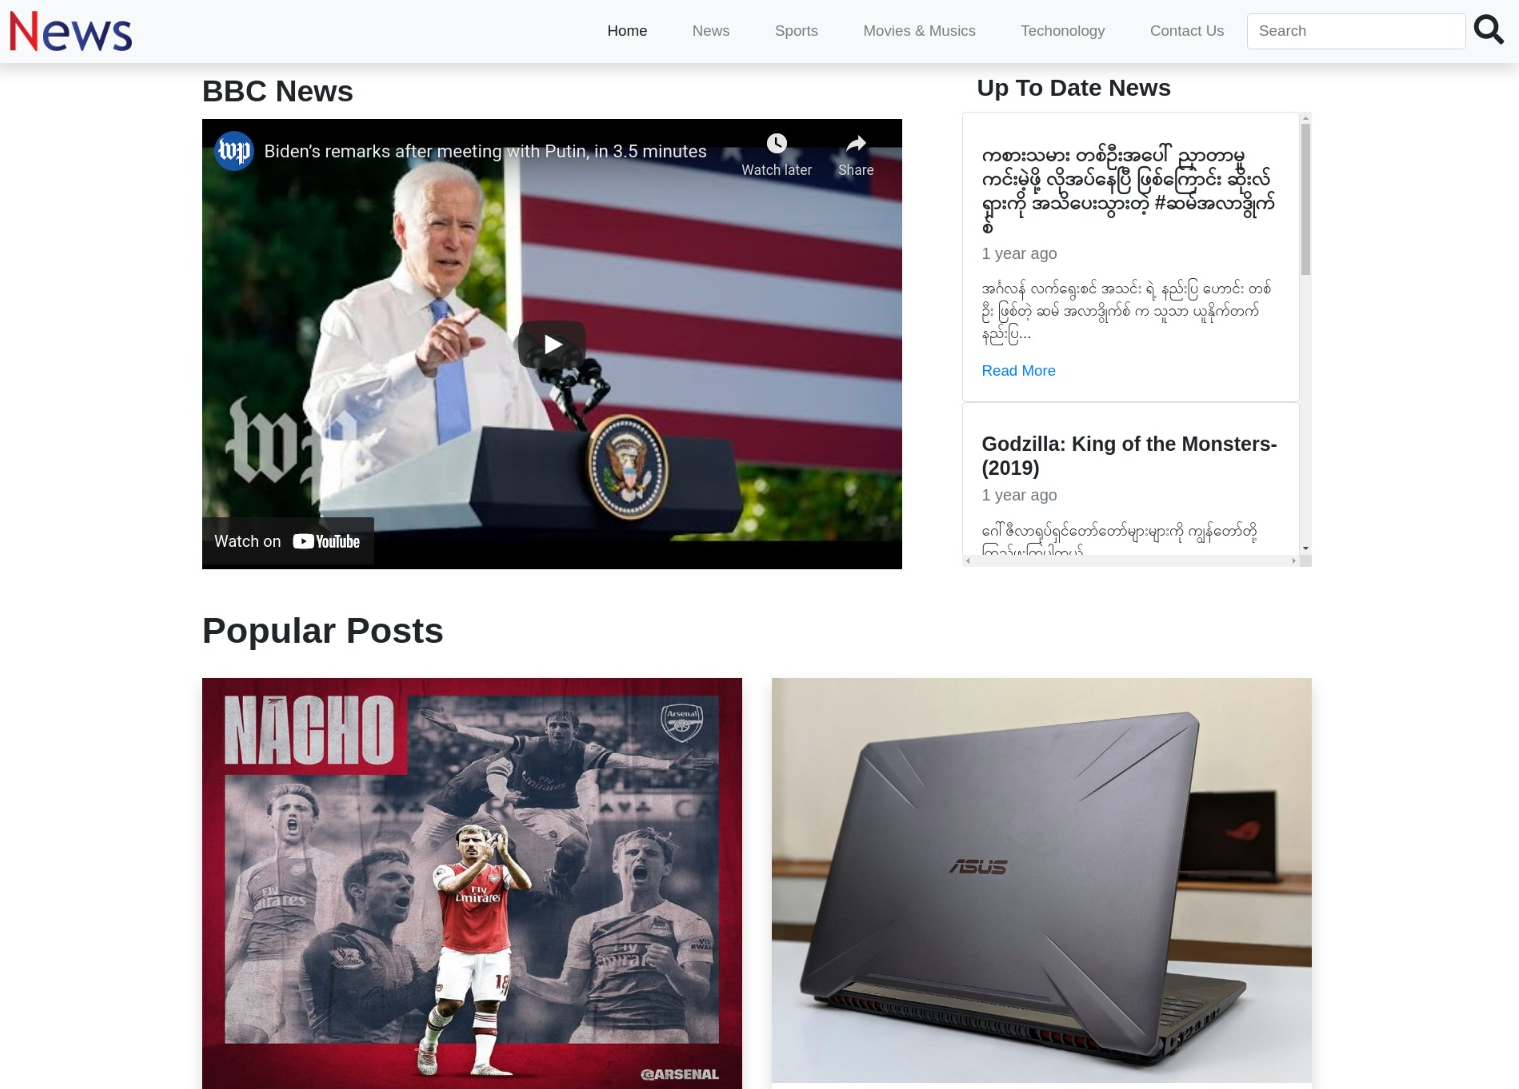 News
Home News Sports Movies & Musics Techonology Contact Us Search
BBC News
Biden’s remarks after meeting with Putin, in 3.5 minutes
Watch later Share
wp
Watch on YouTube
Up To Date News
ကစားသမား တစ်ဦးအပေါ် ညှာတာမှု
ကင်းမဲ့ဖို့ လိုအပ်နေပြီ ဖြစ်ကြောင်း ဆိုးလ်
ရှားကို အသိပေးသွားတဲ့ #ဆမ်အလာဒွိုက်
စ်
1 year ago
အင်္ဂလန် လက်ရွေးစင် အသင်း ရဲ့ နည်းပြ ဟောင်း တစ်
ဦး ဖြစ်တဲ့ ဆမ် အလာဒွိုက်စ် က သူသာ ယူနိုက်တက်
နည်းပြ...
Read More
Godzilla: King of the Monsters-
(2019)
1 year ago
ဂေါ်ဇီလာရုပ်ရှင်တော်တော်များများကို ကျွန်တော်တို့
Popular Posts
NACHO
Arsenal
Fly
Emirates
18
@ARSENAL
ASUS